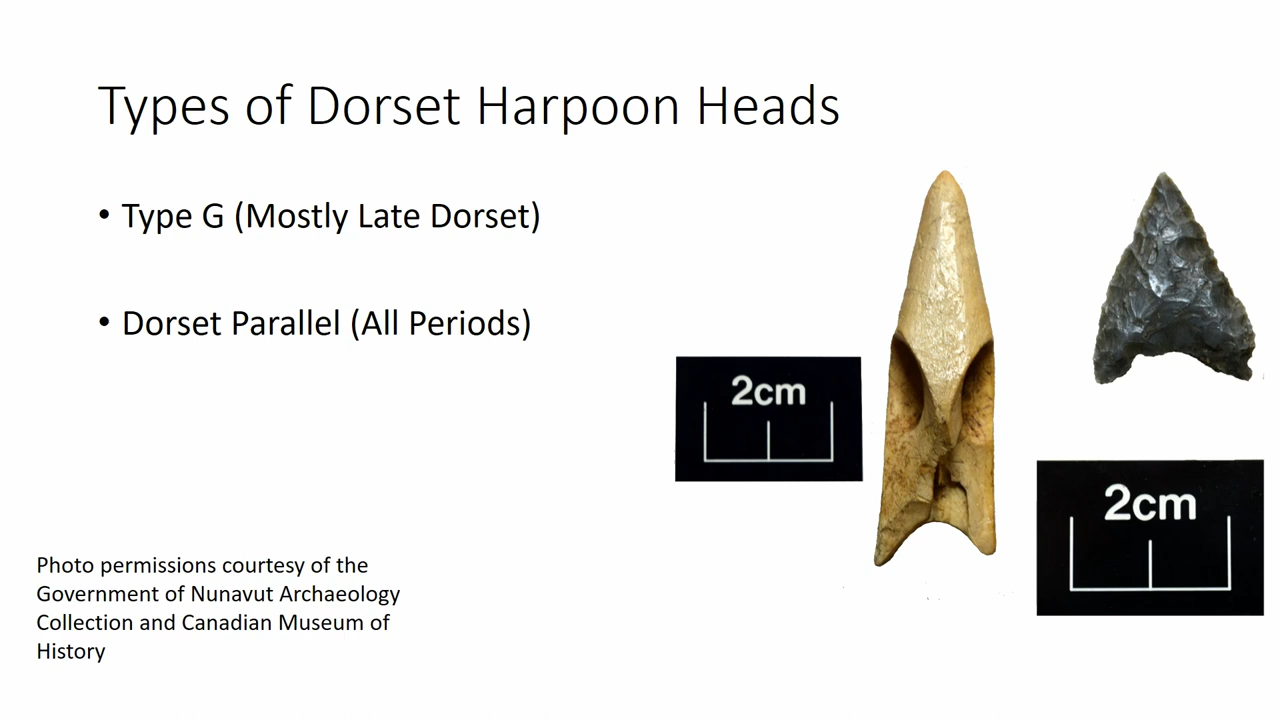 Types of Dorset Harpoon Heads
• Type G (Mostly Late Dorset)
• Dorset Parallel (All Periods)
2cm
2cm
Photo permissions courtesy of the
Government of Nunavut Archaeology
Collection and Canadian Museum of
History